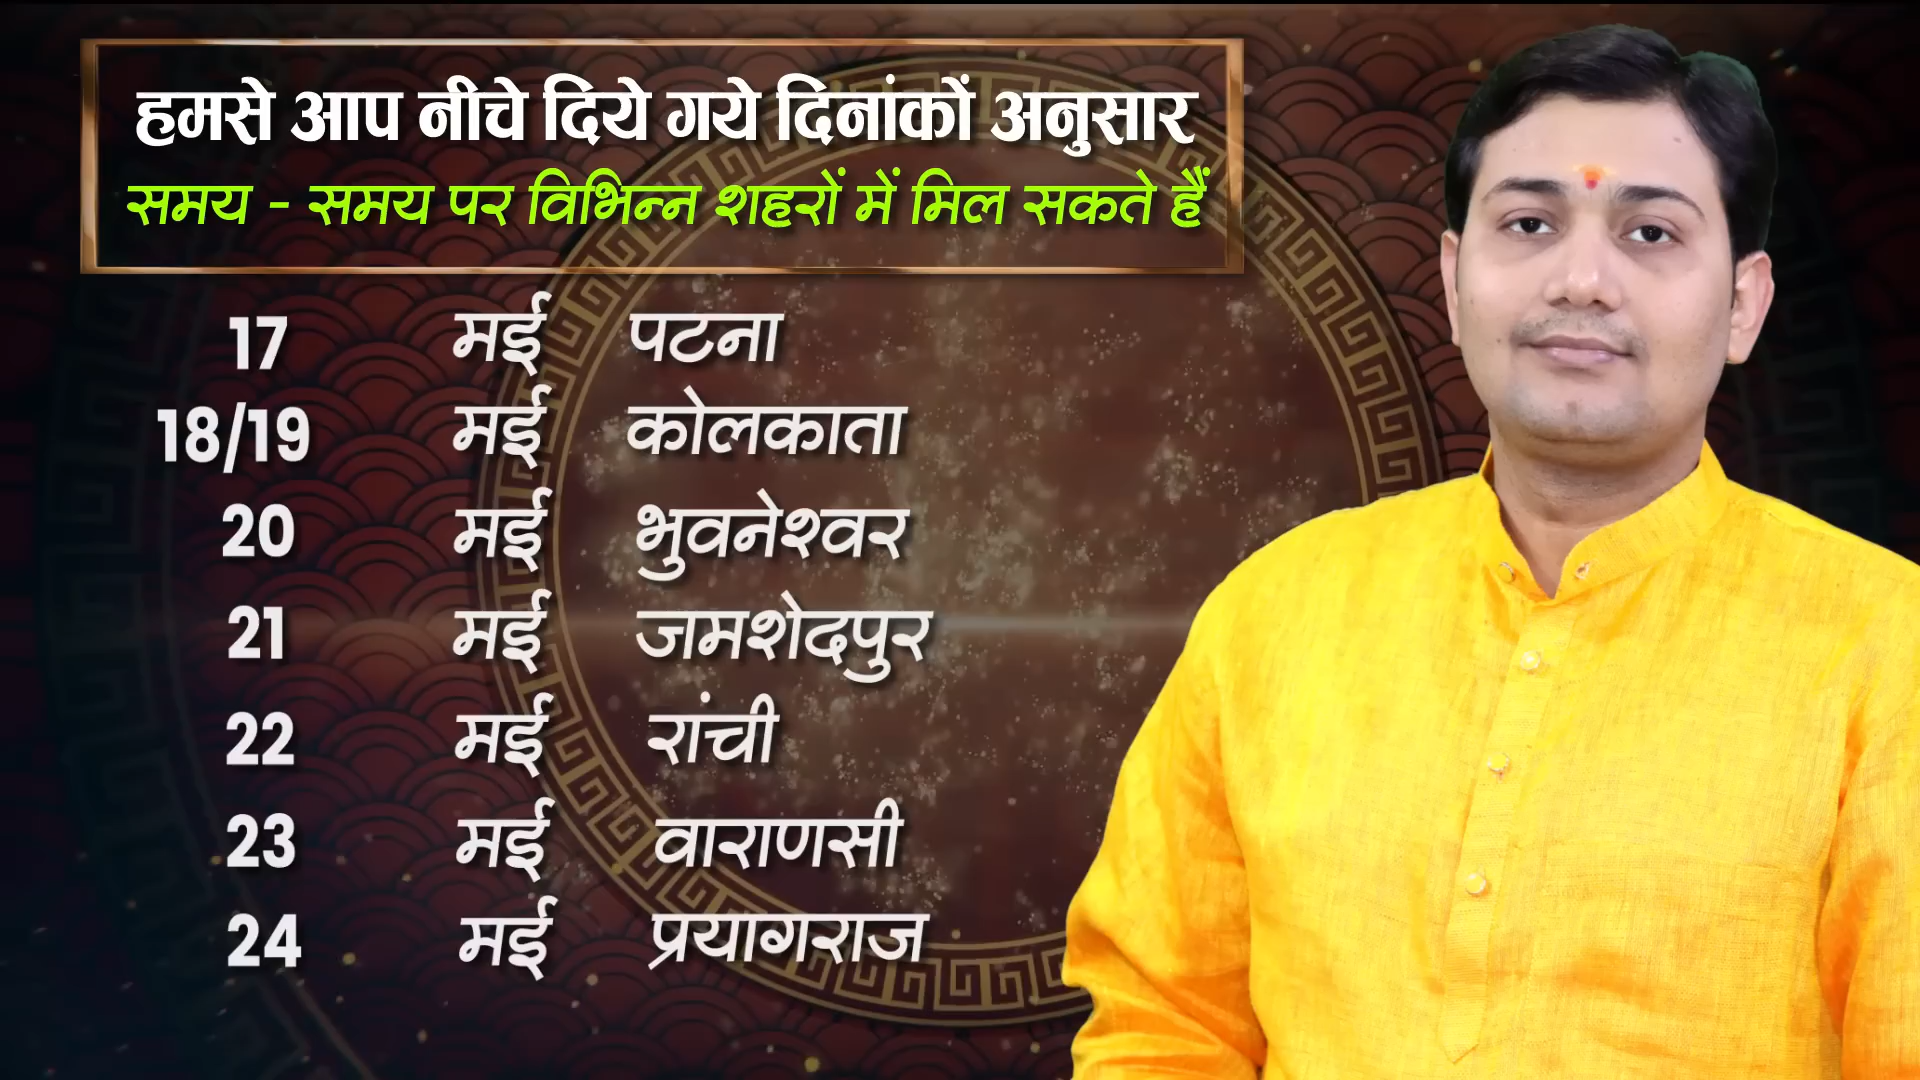 हमसे आप नीचे दिये गये दिनांकों अनुसार
समय - समय पर विभिन्न शहरों में मिल सकते हैं
17 मई पटना
18/19 मई कोलकाता
20 मई भुवनेश्वर
21 मई जमशेदपुर
22 मई रांची
23 मई वाराणसी
24 मई प्रयागराज